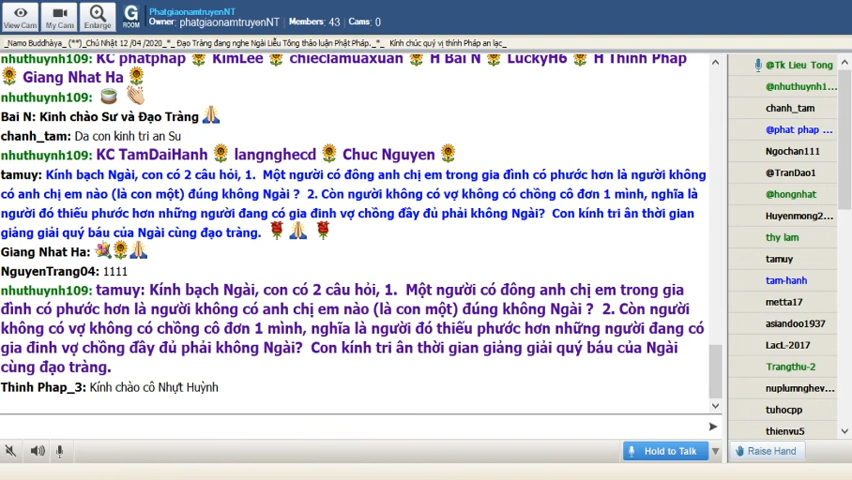 View Cam
My Cam
Enlarge
G
ROOM
PhatgiaonamtruyenNT
Owner: phatgiaonamtruyenNT | Members: 43 | Cams: 0
_Namo Buddhàya_ (**)_Chủ Nhật 12 /04 /2020_*_ Đạo Tràng đang nghe Ngài Liễu Tông thảo luận Phật Pháp._*_ Kính chúc quý vị thính Pháp an lạc_
nhuthuynh109: KC phatphap KimLee chieclamuaxuan H Bai N LuckyH6 H Thinh Phap
Giang Nhat Ha
nhuthuynh109:
Bai N: Kinh chào Sư và Đạo Tràng
chanh_tam: Da con kinh tri an Su
nhuthuynh109: KC TamDaiHanh langnghecd Chuc Nguyen
tamuy: Kính bạch Ngài, con có 2 câu hỏi, 1. Một người có đông anh chị em trong gia đình có phước hơn là người không
có anh chị em nào (là con một) đúng không Ngài ? 2. Còn người không có vợ không có chồng cô đơn 1 mình, nghĩa là
người đó thiếu phước hơn những người đang có gia đinh vợ chồng đầy đủ phải không Ngài? Con kính tri ân thời gian
giảng giải quý báu của Ngài cùng đạo tràng.
Giang Nhat Ha:
NguyenTrang04: 1111
nhuthuynh109: tamuy: Kính bạch Ngài, con có 2 câu hỏi, 1. Một người có đông anh chị em trong gia
đình có phước hơn là người không có anh chị em nào (là con một) đúng không Ngài ? 2. Còn người
không có vợ không có chồng cô đơn 1 mình, nghĩa là người đó thiếu phước hơn những người đang có
gia đinh vợ chồng đầy đủ phải không Ngài? Con kính tri ân thời gian giảng giải quý báu của Ngài
cùng đạo tràng.
Thinh Phap_3: Kính chào cô Nhựt Huỳnh
@Tk Lieu Tong
@nhuthuynh1...
chanh_tam
@phat phap ...
Ngochan111
@TranDao1
@hongnhat
Huyenmong2...
thy lam
tamuy
tam-hanh
metta17
asiandoo1937
LacL-2017
Trangthu-2
nuplumnghev...
tuhocpp
thienvu5
Hold to Talk
Raise Hand